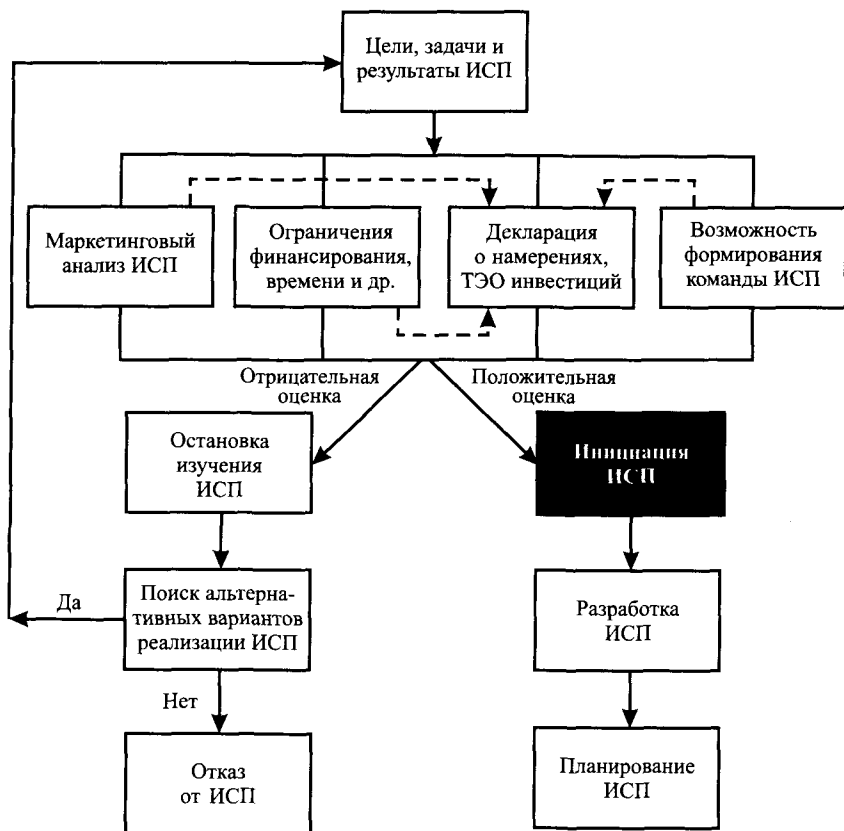 Цели, задачи и
результаты ИСП
Маркетинговый
анализ ИСП
Ограничения
финансирования,
времени и др.
Декларация
о намерениях,
ТЭО инвестиций
Возможность
формирования
команды ИСП
Отрицательная
оценка
Положительная
оценка
Остановка
изучения
ИСП
Инициация
ИСП
Поиск альтерна-
тивных вариантов
реализации ИСП
Да
Разработка
ИСП
Нет
Отказ
от ИСП
Планирование
ИСП